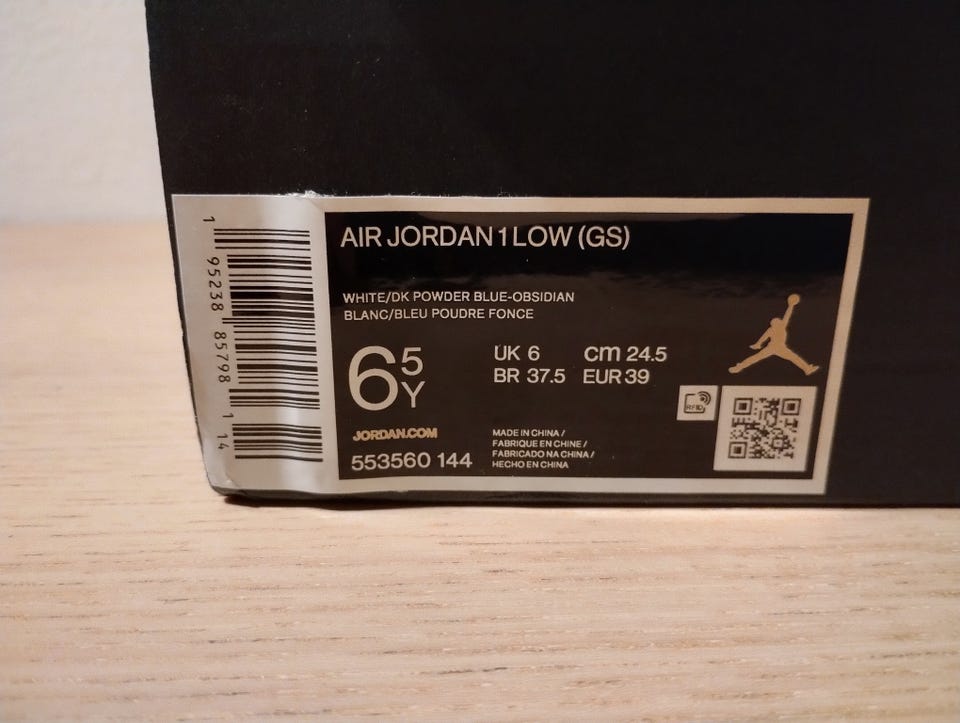 1 95238 85798 1 14
AIR JORDAN 1 LOW (GS)
WHITE/DK POWDER BLUE-OBSIDIAN
BLANC/BLEU POUDRE FONCE
6 5 Y
UK 6 cm 24.5
BR 37.5 EUR 39
RFID
JORDAN.COM
553560 144
MADE IN CHINA /
FABRIQUE EN CHINE /
FABRICADO NA CHINA /
HECHO EN CHINA